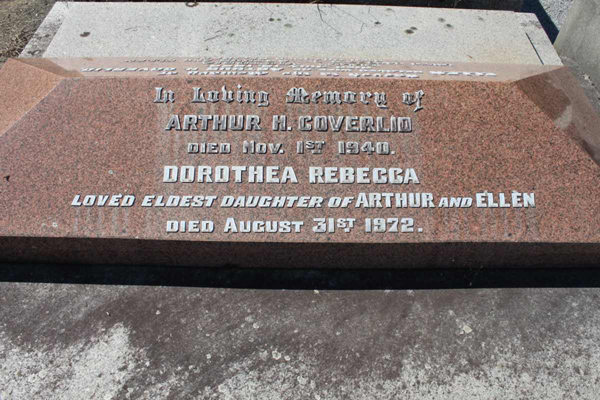 In Loving Memory of
ARTHUR H. COVERLID
DIED NOV. 1ST 1940.
DOROTHEA REBECCA
LOVED ELDEST DAUGHTER OF ARTHUR AND ELLEN
DIED AUGUST 31ST 1972.